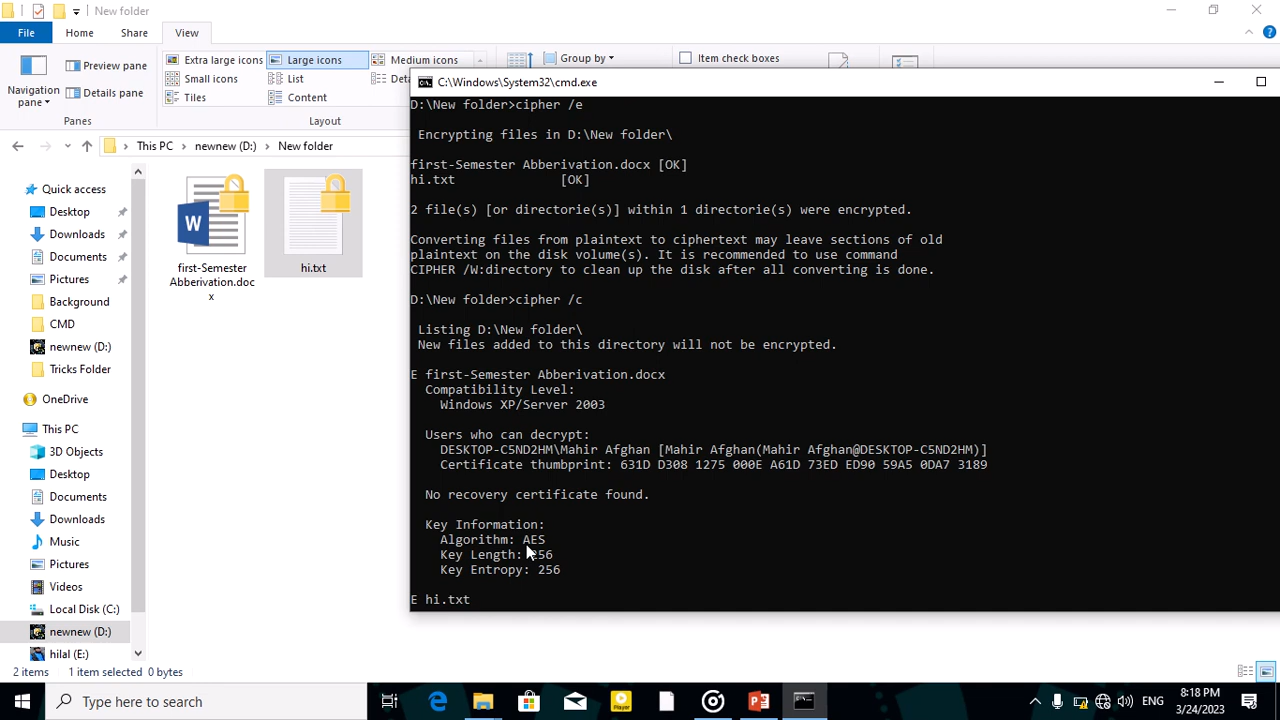 New folder
File
Home
Share
View
Navigation pane
Preview pane
Details pane
Panes
Extra large icons
Large icons
Medium icons
Small icons
List
Tiles
Content
Layout
Group by
Item check boxes
This PC > newnew (D:) > New folder
Quick access
Desktop
Downloads
Documents
Pictures
Background
CMD
newnew (D:)
Tricks Folder
OneDrive
This PC
3D Objects
Desktop
Documents
Downloads
Music
Pictures
Videos
Local Disk (C:)
newnew (D:)
hilal (E:)
W
first-Semester
Abberivation.doc
x
hi.txt
C:\Windows\System32\cmd.exe
D:\New folder>cipher /e
Encrypting files in D:\New folder\
first-Semester Abberivation.docx [OK]
hi.txt [OK]
2 file(s) [or directorie(s)] within 1 directorie(s) were encrypted.
Converting files from plaintext to ciphertext may leave sections of old
plaintext on the disk volume(s). It is recommended to use command
CIPHER /W:directory to clean up the disk after all converting is done.
D:\New folder>cipher /c
Listing D:\New folder\
New files added to this directory will not be encrypted.
E first-Semester Abberivation.docx
Compatibility Level:
Windows XP/Server 2003
Users who can decrypt:
DESKTOP-C5ND2HM\Mahir Afghan [Mahir Afghan(Mahir Afghan@DESKTOP-C5ND2HM)]
Certificate thumbprint: 631D D308 1275 000E A61D 73ED ED90 59A5 0DA7 3189
No recovery certificate found.
Key Information:
Algorithm: AES
Key Length: 256
Key Entropy: 256
E hi.txt
2 items
1 item selected 0 bytes
Type here to search
Player
ENG
8:18 PM
3/24/2023